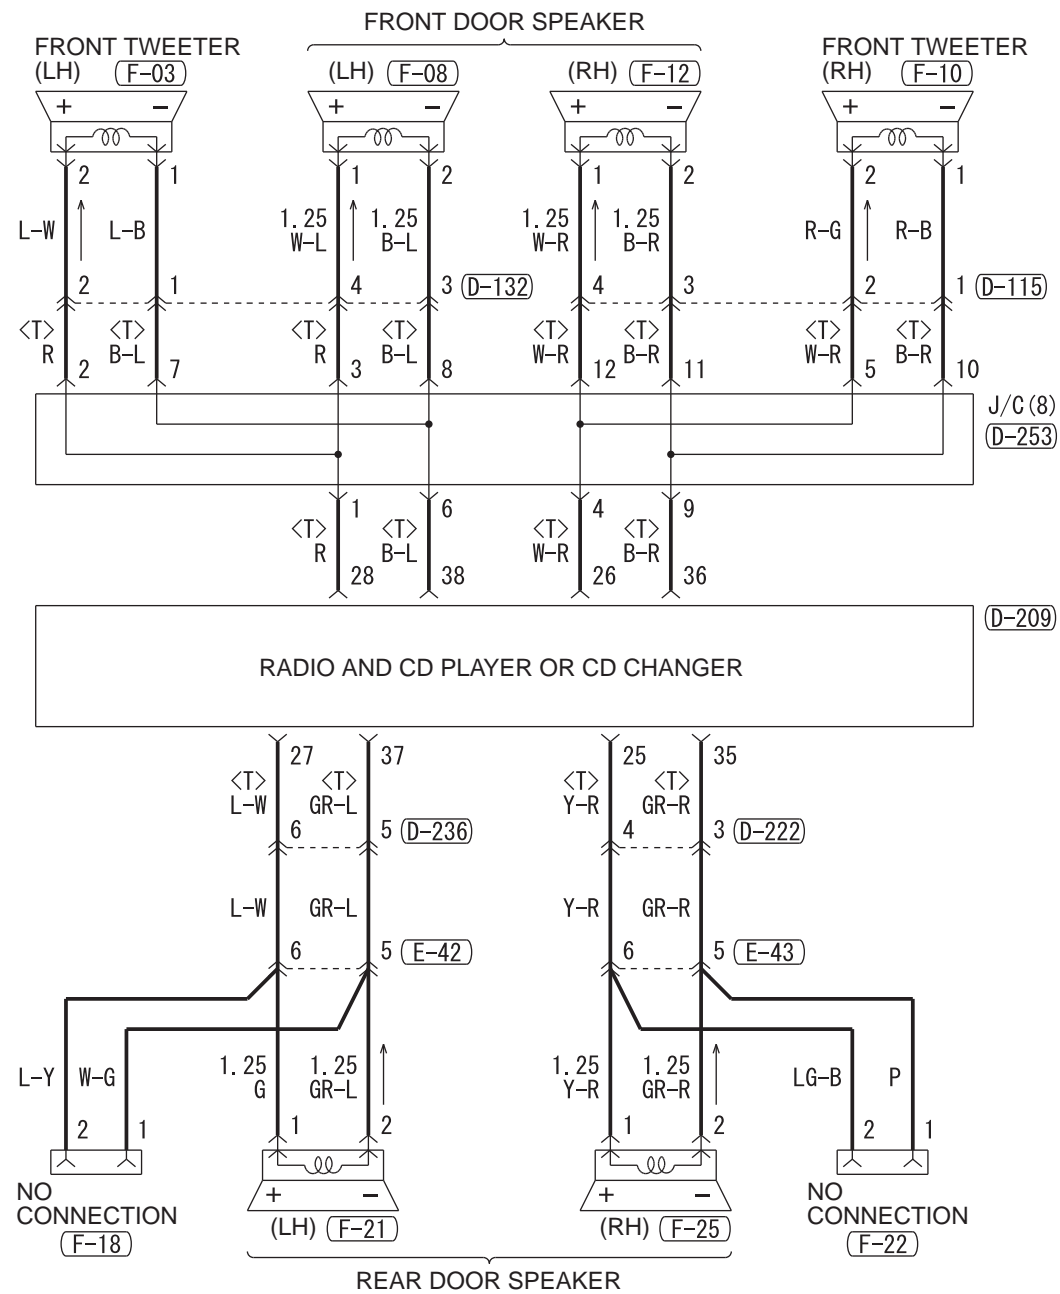 FRONT DOOR SPEAKER
FRONT TWEETER FRONT TWEETER
(LH) F-03 (LH) F-08 (RH) F-12 (RH) F-10
+ − + − + − + −
2 1 1 2 1 2 2 1
L-W L-B 1.25 W-L 1.25 B-L 1.25 W-R 1.25 B-R R-G R-B
2 1 4 3 D-132 4 3 2 1 D-115
<T> <T> <T> <T> <T> <T> <T> <T>
R B-L R B-L W-R B-R W-R B-R
2 7 3 8 12 11 5 10
J/C(8)
D-253
1 6 4 9
<T> <T> <T> <T>
R B-L W-R B-R
28 38 26 36
D-209
RADIO AND CD PLAYER OR CD CHANGER
27 37 25 35
<T> <T> <T> <T>
L-W GR-L Y-R GR-R
6 5 D-236 4 3 D-222
L-W GR-L Y-R GR-R
6 5 E-42 6 5 E-43
1.25 1.25 1.25 1.25
L-Y W-G G GR-L Y-R GR-R LG-B P
2 1 1 2 1 2 2 1
+ − + −
NO NO
CONNECTION (LH) F-21 (RH) F-25 CONNECTION
F-18 F-22
REAR DOOR SPEAKER